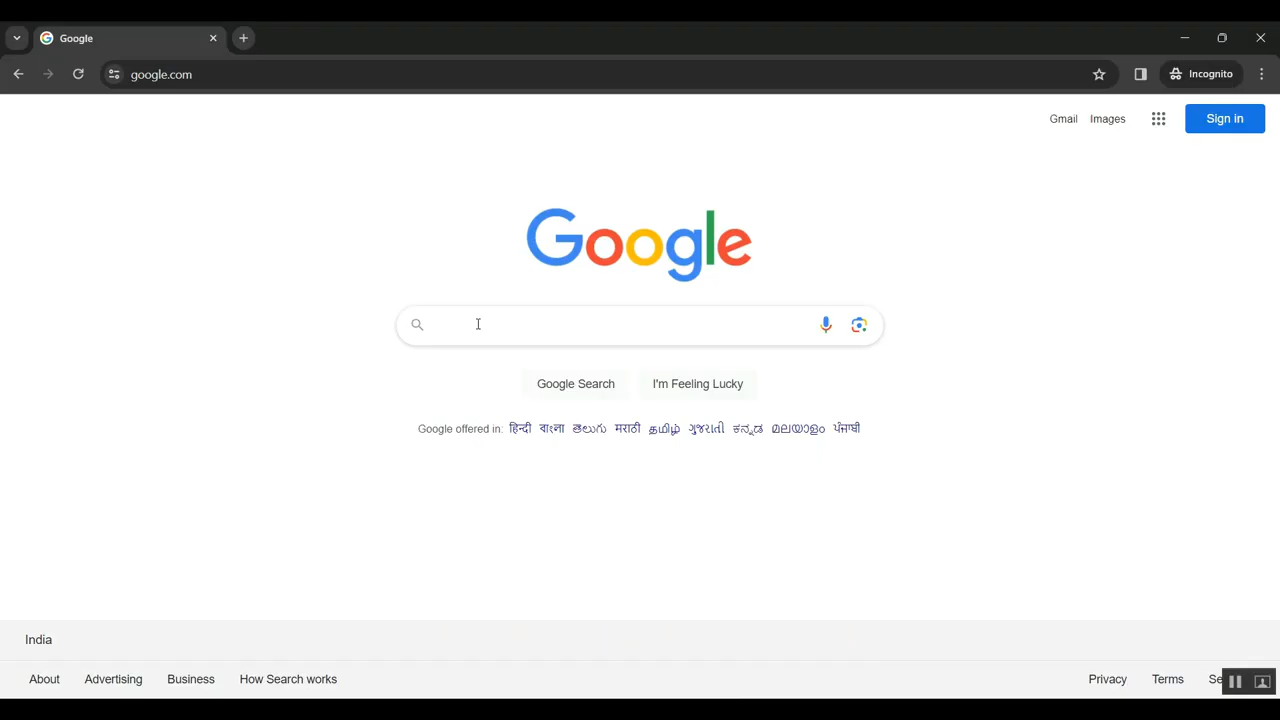 Google
google.com
Incognito
Gmail Images
Sign in
Google
Google Search I'm Feeling Lucky
Google offered in: हिन्दी বাংলা తెలుగు मराठी தமிழ் ગુજરાતી ಕನ್ನಡ മലയാളം ਪੰਜਾਬੀ
India
About Advertising Business How Search works Privacy Terms